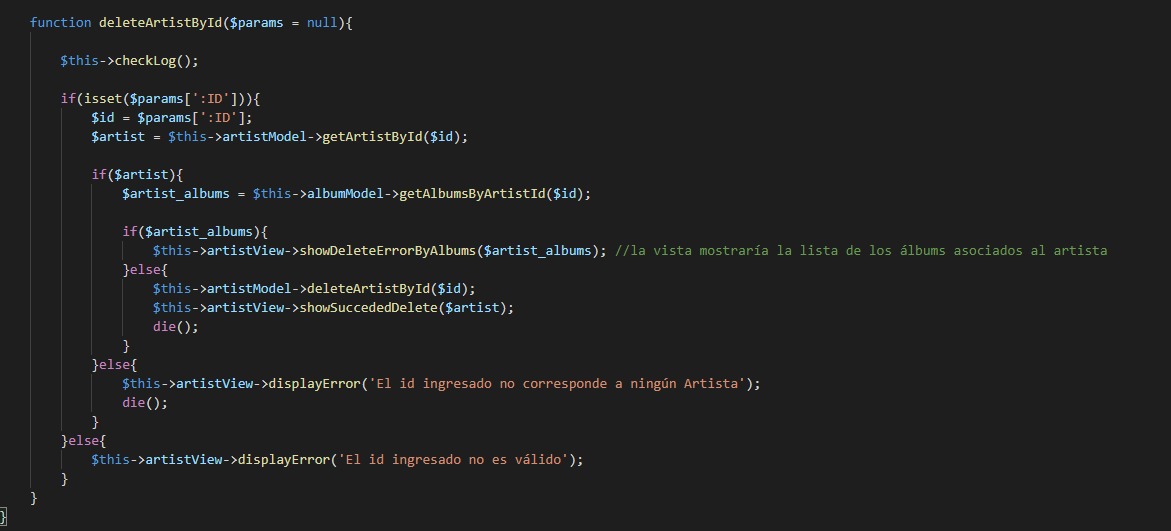 function deleteArtistById($params = null){
$this->checkLog();
if(isset($params[':ID'])){
$id = $params[':ID'];
$artist = $this->artistModel->getArtistById($id);
if($artist){
$artist_albums = $this->albumModel->getAlbumsByArtistId($id);
if($artist_albums){
$this->artistView->showDeleteErrorByAlbums($artist_albums); //la vista mostraría la lista de los álbums asociados al artista
}else{
$this->artistModel->deleteArtistById($id);
$this->artistView->showSuccededDelete($artist);
die();
}
}else{
$this->artistView->displayError('El id ingresado no corresponde a ningún Artista');
die();
}
}else{
$this->artistView->displayError('El id ingresado no es válido');
}
}
}